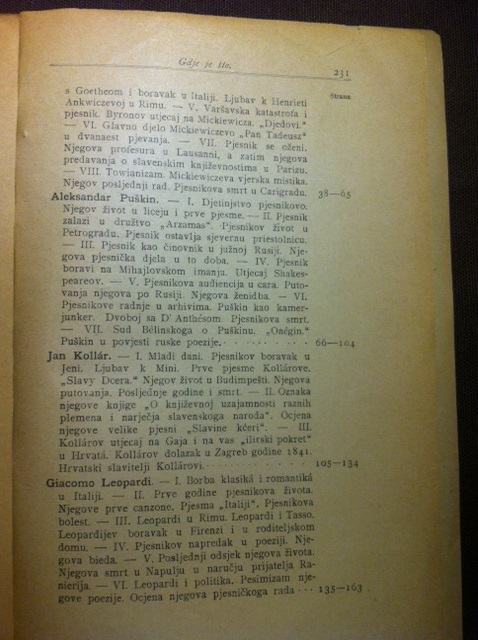 Gdje je što.
231
Strana
s Goetheom i boravak u Italiji. Ljubav k Henrieti
Ankwiczevoj u Rimu. — V. Varšavska katastrofa i
pjesnik. Byronov utjecaj na Mickiewicza. „Djedovi."
— VI. Glavno djelo Mickiewiczevo „Pan Tadeusz"
u dvanaest pjevanja. — VII. Pjesnik se oženi.
Njegova profesura u Lausanni, a zatim njegova
predavanja o slavenskim književnostima u Parizu.
— VIII. Towianizam. Mickiewiczeva vjerska mistika.
Njegov posljednji rad. Pjesnikova smrt u Carigradu. 38—65
Aleksandar Puškin. — I. Djetinjstvo pjesnikovo.
Njegov život u liceju i prve pjesme. — II. Pjesnik
zalazi u društvo „Arzamas". Pjesnikov život u
Petrogradu. Pjesnik ostavlja sjevernu priestolnicu.
— III. Pjesnik kao činovnik u južnoj Rusiji. Nje-
gova pjesnička djela u to doba. — IV. Pjesnik
boravi na Mihajlovskom imanju. Utjecaj Shakes-
peareov. — V. Pjesnikova audiencija u cara. Puto-
vanja njegova po Rusiji. Njegova ženidba. — VI.
Pjesnikove radnje u arhivima. Puškin kao kamer-
junker. Dvoboj sa D' Anthésom. Pjesnikova smrt.
— VII. Sud Bělinskoga o Puškinu. „Onégin."
Puškin u povjesti ruske poezije. 66—104
Jan Kollár. — I. Mladi dani. Pjesnikov boravak u
Jeni. Ljubav k Mini. Prve pjesme Kollárove.
„Slavy Dcera." Njegov život u Budimpešti. Njegova
putovanja. Posljednje godine i smrt. — II. Oznaka
njegove knjige „O književnoj uzajamnosti raznih
plemena i narječja slavenskoga naroda". Ocjena
njegove velike pjesni „Slavine kćeri". — III.
Kollárov utjecaj na Gaja i na vas „ilirski pokret"
u Hrvatâ. Kollárov dolazak u Zagreb godine 1841.
Hrvatski slavitelji Kollárovi. 105—134
Giacomo Leopardi. — I. Borba klasikâ i romantikâ
u Italiji. — II. Prve godine pjesnikova života.
Njegove prve canzone. Pjesma „Italiji". Pjesnikova
bolest. — III. Leopardi u Rimu. Leopardi i Tasso.
Leopardijev boravak u Firenzi i u roditeljskom
domu. — IV. Pjesnikov napredak u poeziji. Nje-
gova bieda. — V. Posljednji odsjek njegova života.
Njegova smrt u Napulju u naručju prijatelja Ra-
nierija. — VI. Leopardi i politika. Pesimizam nje-
gove poezije. Ocjena njegova pjesničkoga rada 135—163